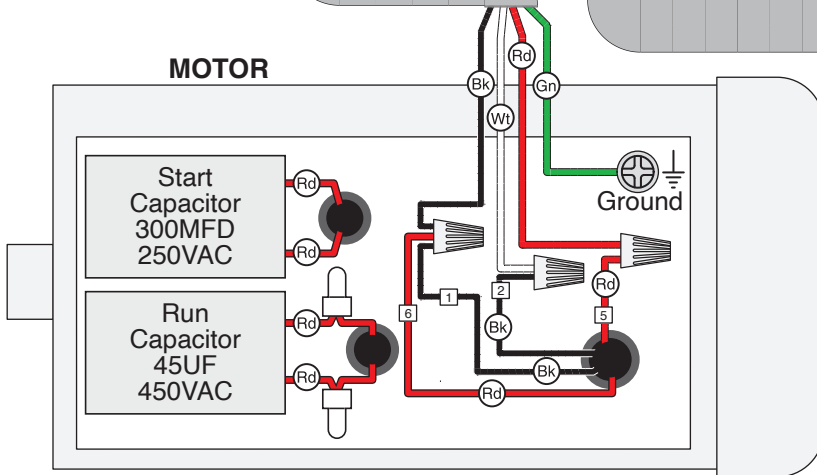 MOTOR
Rd
Bk
Gn
Wt
Start
Capacitor
300MFD
250VAC
Rd
Rd
Ground
Run
Capacitor
45UF
450VAC
Rd
Rd
6
1
2
Rd
5
Bk
Bk
Rd